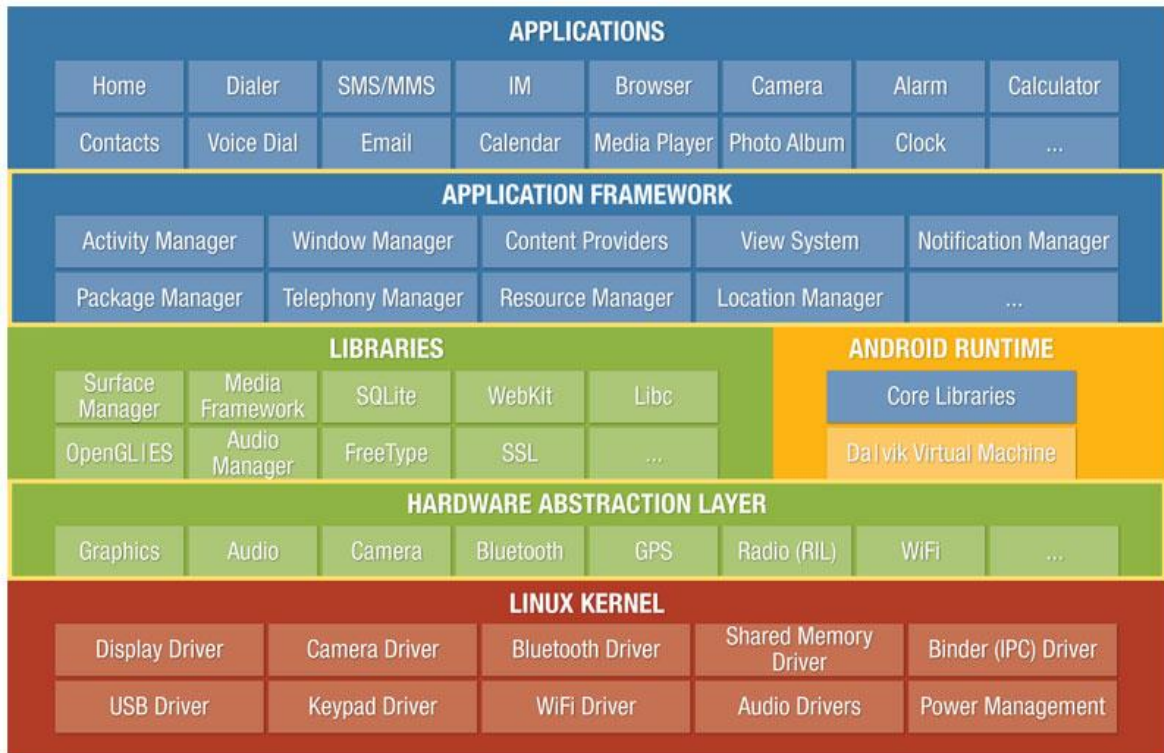 APPLICATIONS
Home Dialer SMS/MMS IM Browser Camera Alarm Calculator
Contacts Voice Dial Email Calendar Media Player Photo Album Clock ...
APPLICATION FRAMEWORK
Activity Manager Window Manager Content Providers View System Notification Manager
Package Manager Telephony Manager Resource Manager Location Manager ...
LIBRARIES
Surface Manager Media Framework SQLite WebKit Libc
OpenGL|ES Audio Manager FreeType SSL ...
ANDROID RUNTIME
Core Libraries
Dalvik Virtual Machine
HARDWARE ABSTRACTION LAYER
Graphics Audio Camera Bluetooth GPS Radio (RIL) WiFi ...
LINUX KERNEL
Display Driver Camera Driver Bluetooth Driver Shared Memory Driver Binder (IPC) Driver
USB Driver Keypad Driver WiFi Driver Audio Drivers Power Management